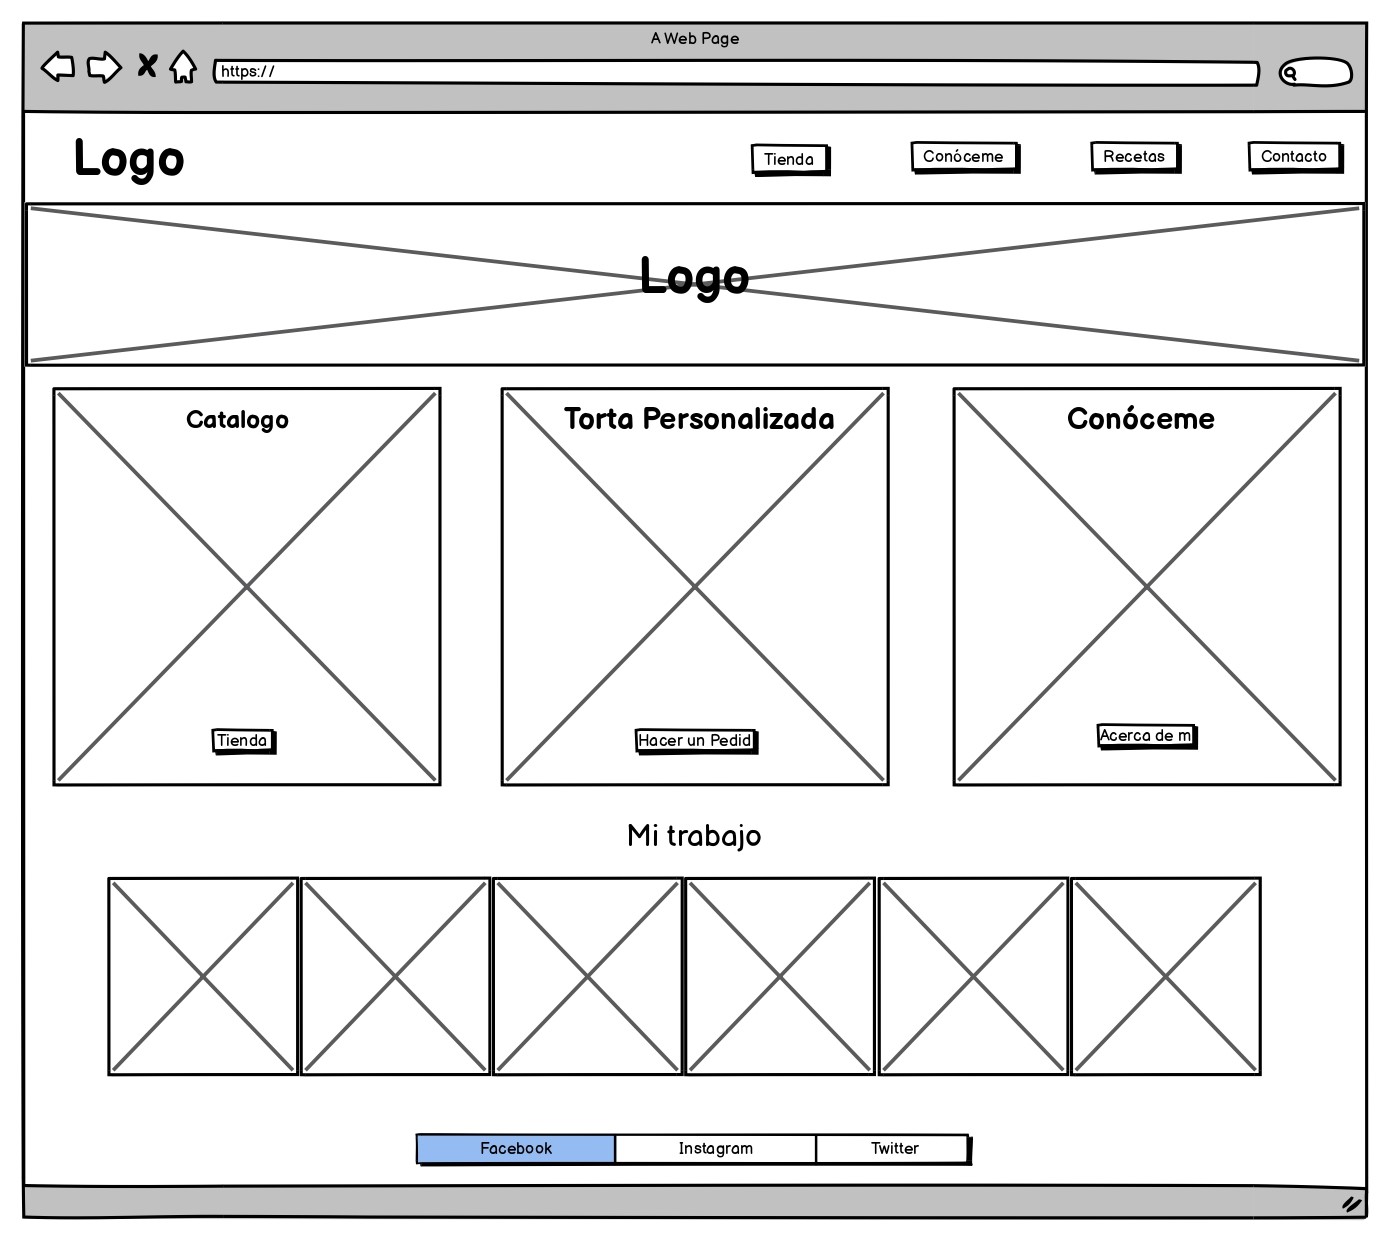 A Web Page
https://
Logo
Tienda
Conóceme
Recetas
Contacto
Logo
Catalogo
Torta Personalizada
Conóceme
Tienda
Hacer un Pedid
Acerca de m
Mi trabajo
Facebook
Instagram
Twitter